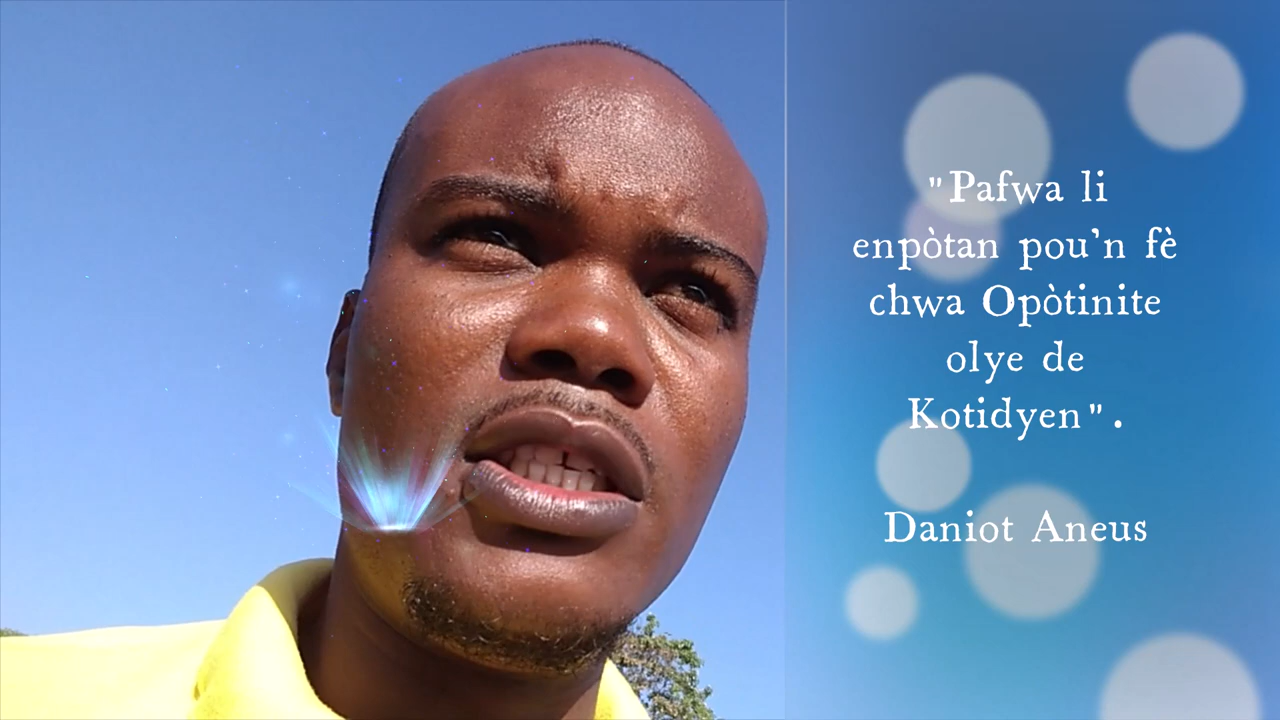 "Pafwa li
enpòtan pou'n fè
chwa Opòtinite
olye de
Kotidyen".
Daniot Aneus